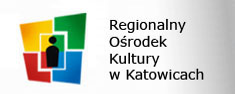 Regionalny
Ośrodek
Kultury
w Katowicach